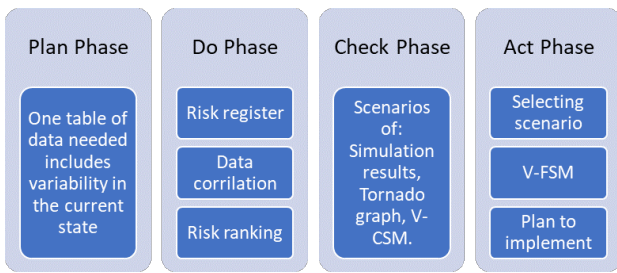 Plan Phase
One table of
data needed
includes
variability in
the current
state
Do Phase
Risk register
Data
corrilation
Risk ranking
Check Phase
Scenarios
of:
Simulation
results,
Tornado
graph, V-
CSM.
Act Phase
Selecting
scenario
V-FSM
Plan to
implement